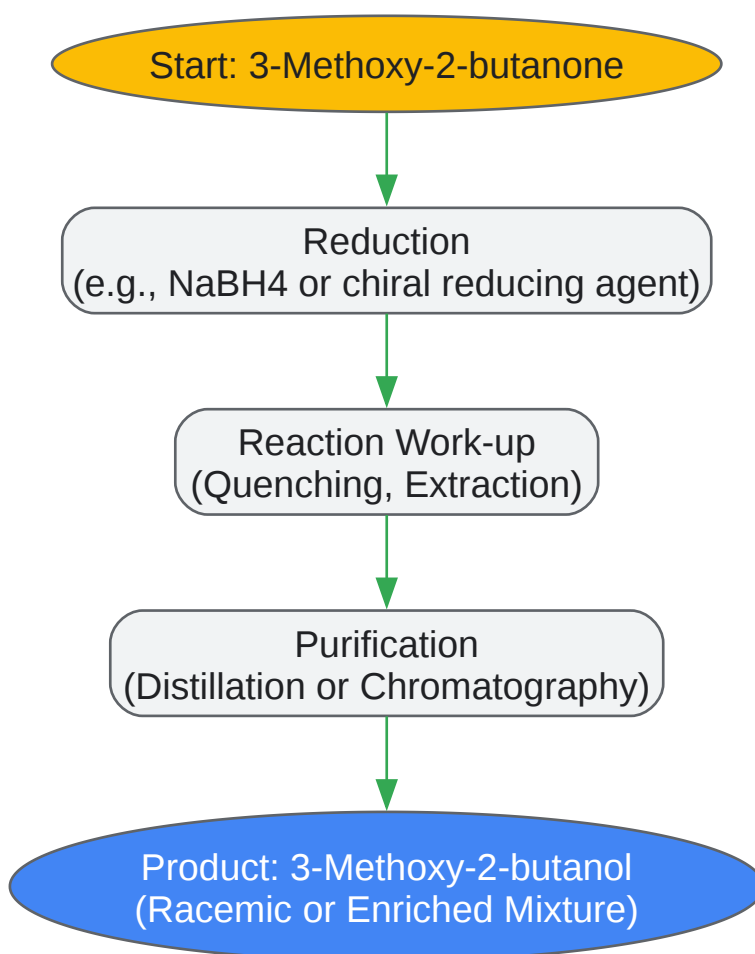 Start: 3-Methoxy-2-butanone
Reduction
(e.g., NaBH4 or chiral reducing agent)
Reaction Work-up
(Quenching, Extraction)
Purification
(Distillation or Chromatography)
Product: 3-Methoxy-2-butanol
(Racemic or Enriched Mixture)